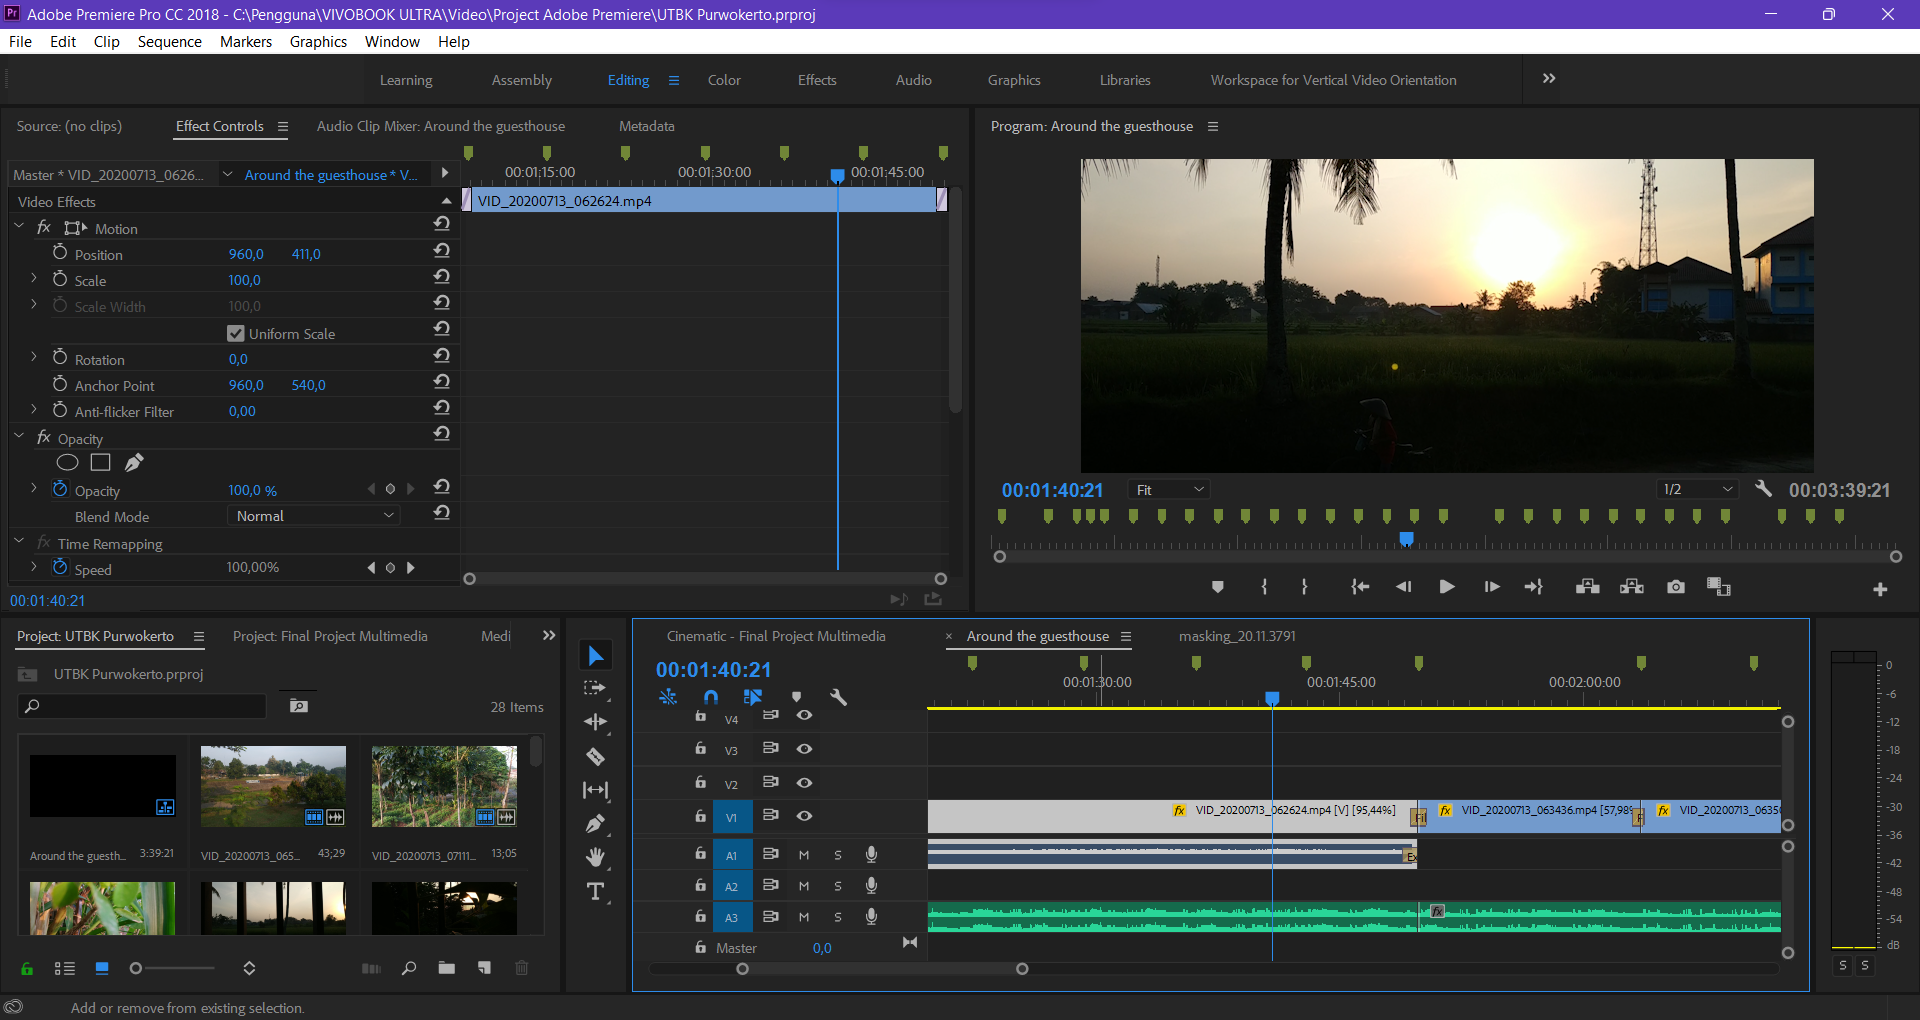 Pr Adobe Premiere Pro CC 2018 - C:\Pengguna\VIVOBOOK ULTRA\Video\Project Adobe Premiere\UTBK Purwokerto.prproj
File Edit Clip Sequence Markers Graphics Window Help
Learning Assembly Editing Color Effects Audio Graphics Libraries Workspace for Vertical Video Orientation
Source: (no clips) Effect Controls Audio Clip Mixer: Around the guesthouse Metadata
Master * VID_20200713_0626... Around the guesthouse * V...
00:01:15:00 00:01:30:00 00:01:45:00
Video Effects
VID_20200713_062624.mp4
fx Motion
Position 960,0 411,0
Scale 100,0
Scale Width 100,0
Uniform Scale
Rotation 0,0
Anchor Point 960,0 540,0
Anti-flicker Filter 0,00
fx Opacity
Opacity 100,0 %
Blend Mode Normal
fx Time Remapping
Speed 100,00%
00:01:40:21
Program: Around the guesthouse
00:01:40:21 Fit 1/2 00:03:39:21
Project: UTBK Purwokerto Project: Final Project Multimedia Medi
UTBK Purwokerto.prproj
28 Items
Around the guesth... 3:39:21
VID_20200713_065... 43;29
VID_20200713_07111... 13;05
Cinematic - Final Project Multimedia × Around the guesthouse masking_20.11.3791
00:01:40:21
00:01:30:00 00:01:45:00 00:02:00:00
V4
V3
V2
V1 fx VID_20200713_062624.mp4 [V] [95,44%] Fil fx VID_20200713_063436.mp4 [57,98% F fx VID_20200713_0635
A1 M S Ex
A2 M S
A3 M S fx
Master 0,0
T
0
-6
-12
-18
-24
-30
-36
-42
-48
-54
dB
S S
Add or remove from existing selection.